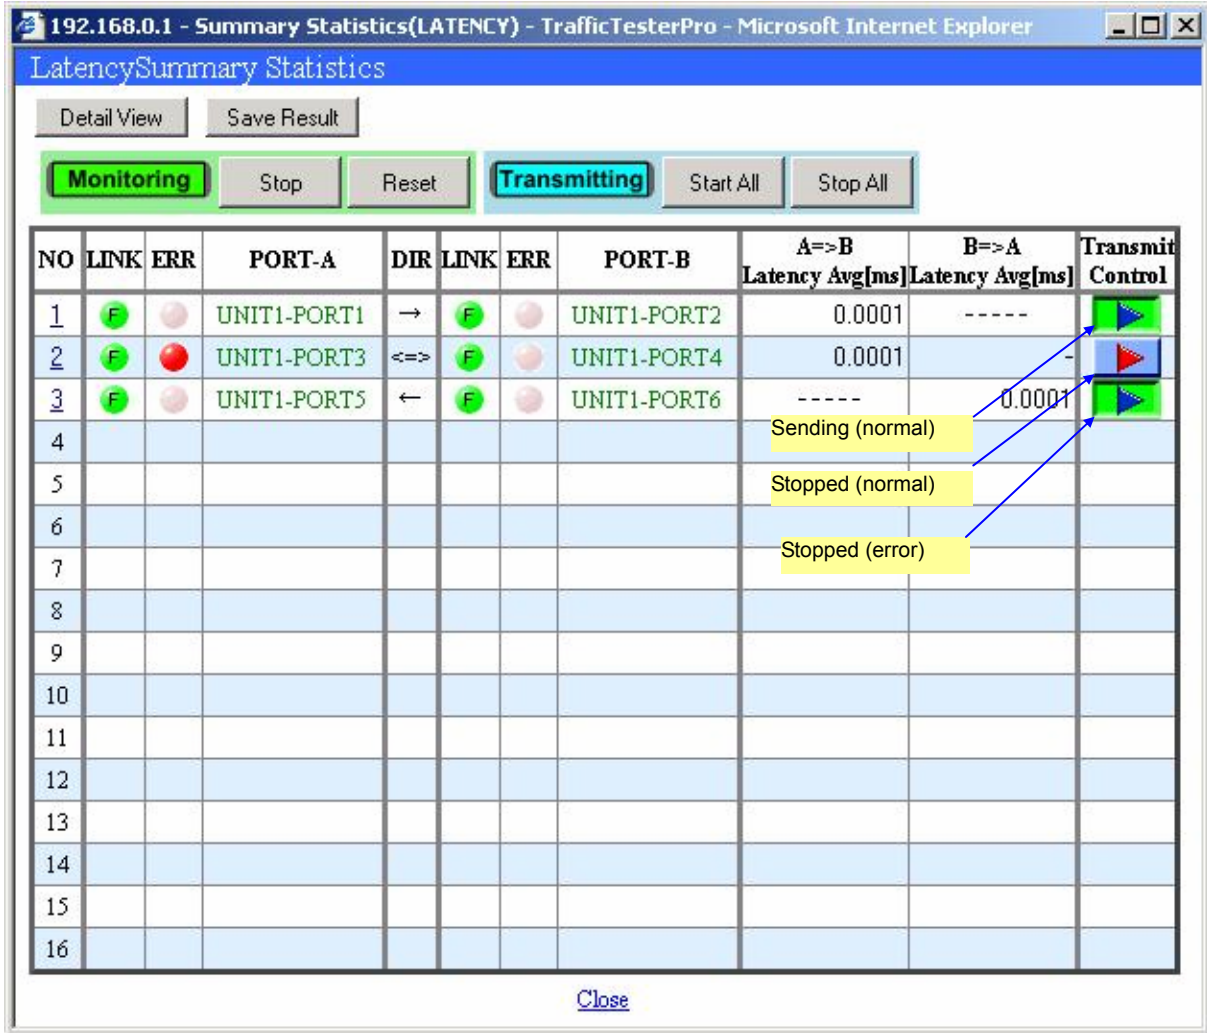 192.168.0.1 - Summary Statistics(LATENCY) - TrafficTesterPro - Microsoft Internet Explorer
LatencySummary Statistics
Detail View Save Result
Monitoring Stop Reset Transmitting Start All Stop All
NO LINK ERR PORT-A DIR LINK ERR PORT-B A=>B Latency Avg[ms] B=>A Latency Avg[ms] Transmit Control
1 F UNIT1-PORT1 → F UNIT1-PORT2 0.0001 -----
2 F UNIT1-PORT3 <=> F UNIT1-PORT4 0.0001 -
3 F UNIT1-PORT5 ← F UNIT1-PORT6 ----- 0.0001
Sending (normal)
4
Stopped (normal)
5
6
Stopped (error)
7
8
9
10
11
12
13
14
15
16
Close